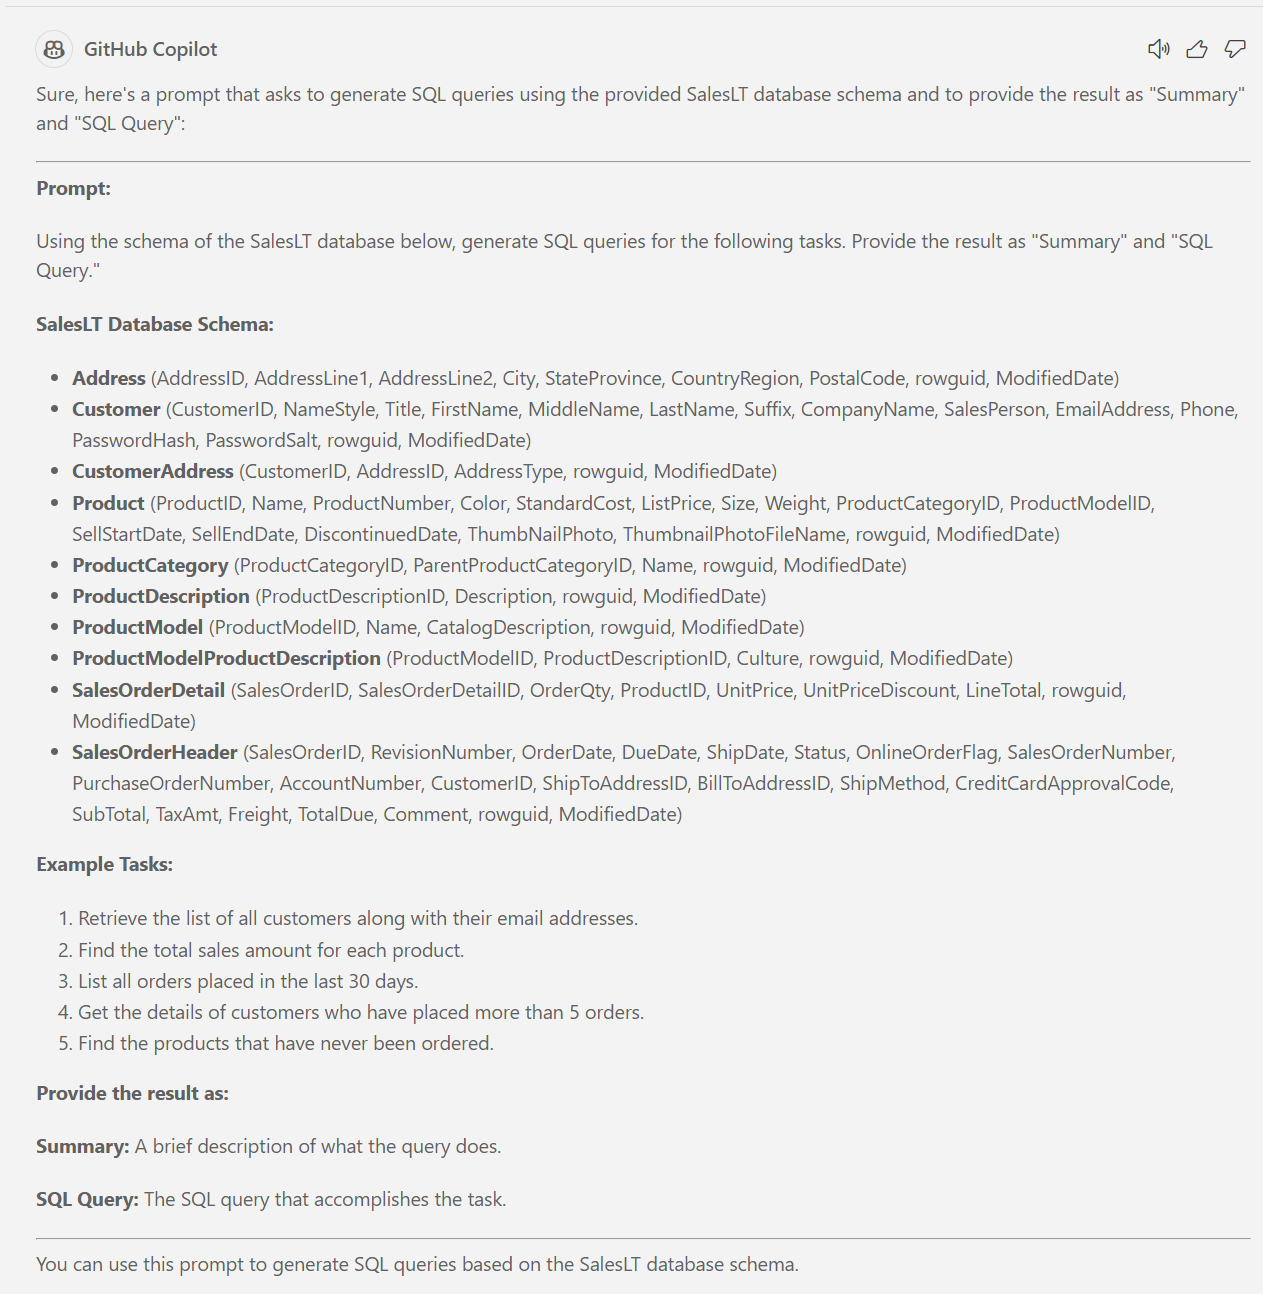 GitHub Copilot
Sure, here's a prompt that asks to generate SQL queries using the provided SalesLT database schema and to provide the result as "Summary"
and "SQL Query":
Prompt:
Using the schema of the SalesLT database below, generate SQL queries for the following tasks. Provide the result as "Summary" and "SQL
Query."
SalesLT Database Schema:
• Address (AddressID, AddressLine1, AddressLine2, City, StateProvince, CountryRegion, PostalCode, rowguid, ModifiedDate)
• Customer (CustomerID, NameStyle, Title, FirstName, MiddleName, LastName, Suffix, CompanyName, SalesPerson, EmailAddress, Phone,
PasswordHash, PasswordSalt, rowguid, ModifiedDate)
• CustomerAddress (CustomerID, AddressID, AddressType, rowguid, ModifiedDate)
• Product (ProductID, Name, ProductNumber, Color, StandardCost, ListPrice, Size, Weight, ProductCategoryID, ProductModelID,
SellStartDate, SellEndDate, DiscontinuedDate, ThumbNailPhoto, ThumbnailPhotoFileName, rowguid, ModifiedDate)
• ProductCategory (ProductCategoryID, ParentProductCategoryID, Name, rowguid, ModifiedDate)
• ProductDescription (ProductDescriptionID, Description, rowguid, ModifiedDate)
• ProductModel (ProductModelID, Name, CatalogDescription, rowguid, ModifiedDate)
• ProductModelProductDescription (ProductModelID, ProductDescriptionID, Culture, rowguid, ModifiedDate)
• SalesOrderDetail (SalesOrderID, SalesOrderDetailID, OrderQty, ProductID, UnitPrice, UnitPriceDiscount, LineTotal, rowguid,
ModifiedDate)
• SalesOrderHeader (SalesOrderID, RevisionNumber, OrderDate, DueDate, ShipDate, Status, OnlineOrderFlag, SalesOrderNumber,
PurchaseOrderNumber, AccountNumber, CustomerID, ShipToAddressID, BillToAddressID, ShipMethod, CreditCardApprovalCode,
SubTotal, TaxAmt, Freight, TotalDue, Comment, rowguid, ModifiedDate)
Example Tasks:
1. Retrieve the list of all customers along with their email addresses.
2. Find the total sales amount for each product.
3. List all orders placed in the last 30 days.
4. Get the details of customers who have placed more than 5 orders.
5. Find the products that have never been ordered.
Provide the result as:
Summary: A brief description of what the query does.
SQL Query: The SQL query that accomplishes the task.
You can use this prompt to generate SQL queries based on the SalesLT database schema.